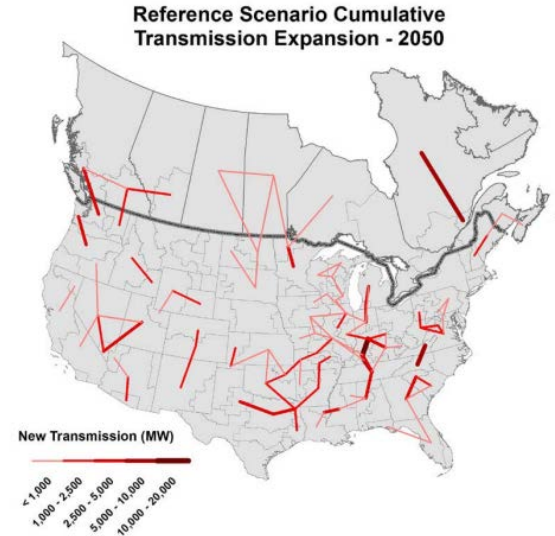 Reference Scenario Cumulative
Transmission Expansion - 2050
New Transmission (MW)
< 1,000
1,000 - 2,500
2,500 - 5,000
5,000 - 10,000
10,000 - 20,000